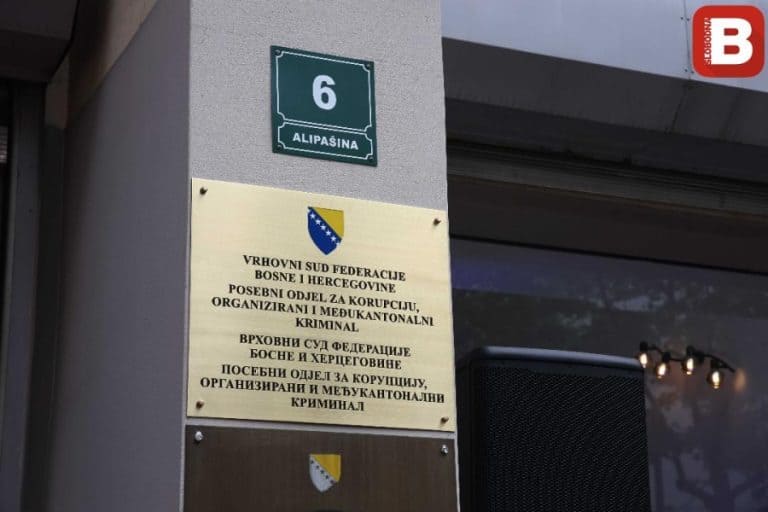 SLOBODNA
B
6
ALIPAŠINA
VRHOVNI SUD FEDERACIJE
BOSNE I HERCEGOVINE
POSEBNI ODJEL ZA KORUPCIJU,
ORGANIZIRANI I MEĐUKANTONALNI
KRIMINAL
ВРХОВНИ СУД ФЕДЕРАЦИЈЕ
БОСНЕ И ХЕРЦЕГОВИНЕ
ПОСЕБНИ ОДЈЕЛ ЗА КОРУПЦИЈУ,
ОРГАНИЗИРАНИ И МЕЂУКАНТОНАЛНИ
КРИМИНАЛ